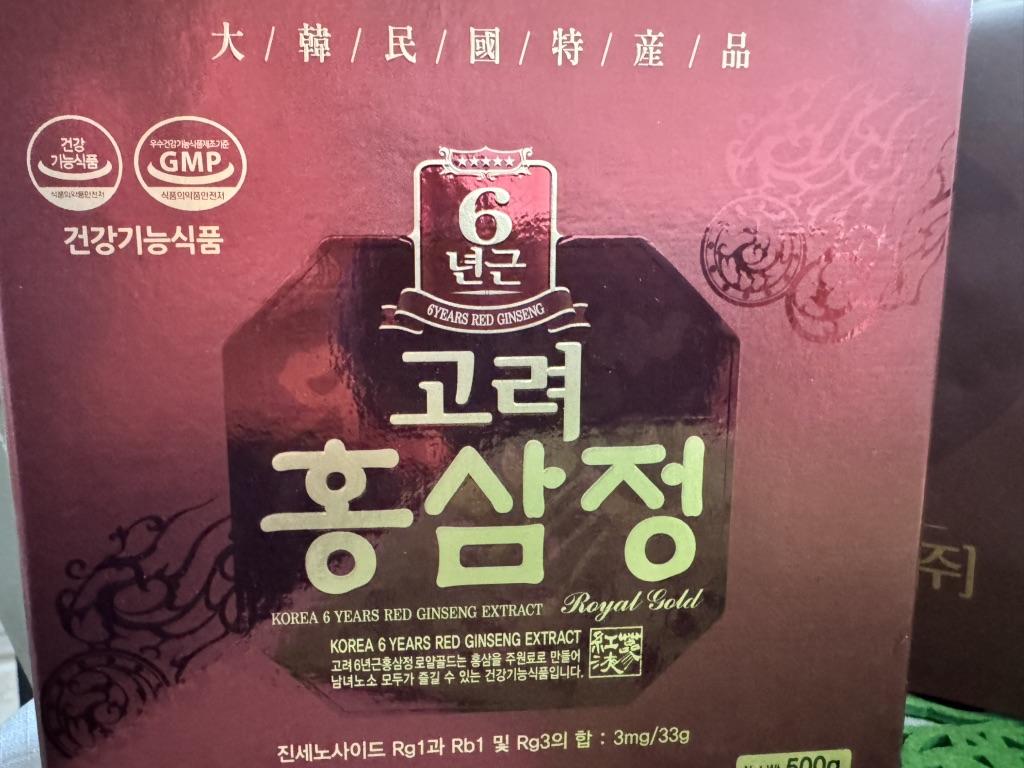 大 / 韓 / 民 / 國 / 特 / 産 / 品
건강
기능식품
식품의약품안전처
우수건강기능식품제조기준
GMP
식품의약품안전처
건강기능식품
6
년근
6YEARS RED GINSENG
고려
홍삼정
KOREA 6 YEARS RED GINSENG EXTRACT Royal Gold
KOREA 6 YEARS RED GINSENG EXTRACT
고려6년근홍삼정로얄골드는 홍삼을 주원료로 만들어
남녀노소 모두가 즐길 수 있는 건강기능식품입니다.
진세노사이드 Rg1과 Rb1 및 Rg3의 합 : 3mg/33g
Net Wt. 500g
주]